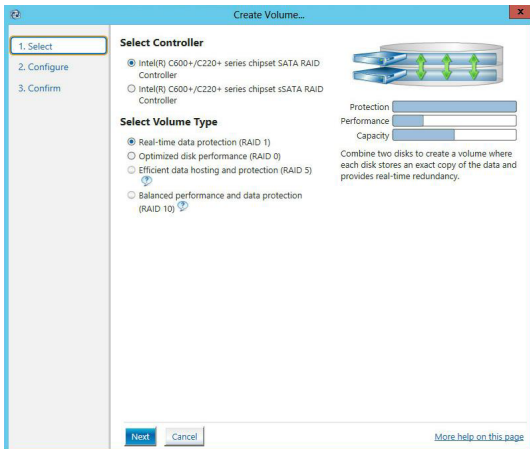 Create Volume...
x
1. Select
2. Configure
3. Confirm
Select Controller
Intel(R) C600+/C220+ series chipset SATA RAID
Controller
Intel(R) C600+/C220+ series chipset sSATA RAID
Controller
Select Volume Type
Real-time data protection (RAID 1)
Optimized disk performance (RAID 0)
Efficient data hosting and protection (RAID 5)
?
Balanced performance and data protection
(RAID 10) ?
Protection
Performance
Capacity
Combine two disks to create a volume where
each disk stores an exact copy of the data and
provides real-time redundancy.
Next
Cancel
More help on this page